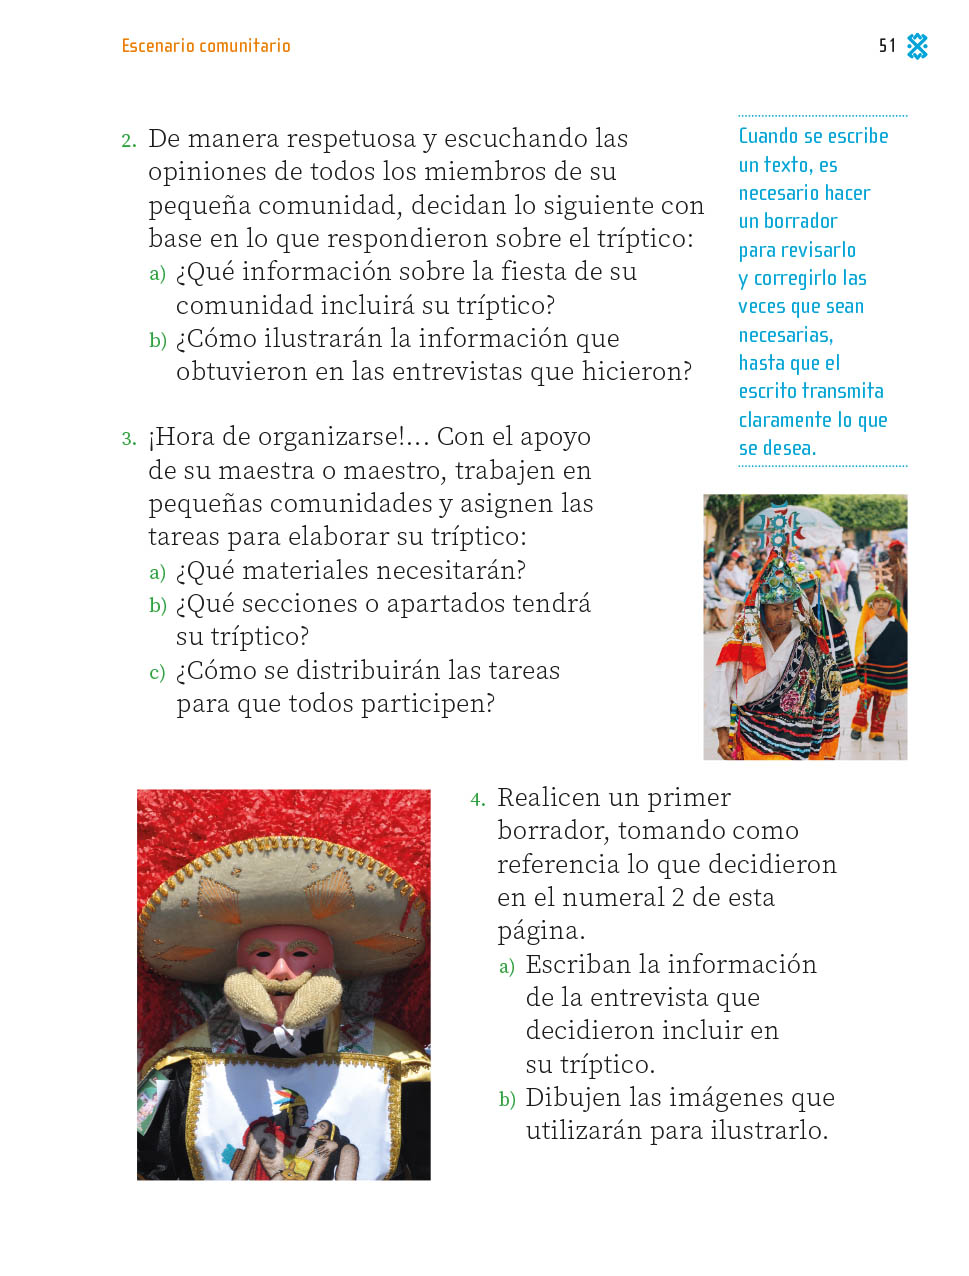 Escenario comunitario
51
2. De manera respetuosa y escuchando las
opiniones de todos los miembros de su
pequeña comunidad, decidan lo siguiente con
base en lo que respondieron sobre el tríptico:
a) ¿Qué información sobre la fiesta de su
comunidad incluirá su tríptico?
b) ¿Cómo ilustrarán la información que
obtuvieron en las entrevistas que hicieron?
3. ¡Hora de organizarse!... Con el apoyo
de su maestra o maestro, trabajen en
pequeñas comunidades y asignen las
tareas para elaborar su tríptico:
a) ¿Qué materiales necesitarán?
b) ¿Qué secciones o apartados tendrá
su tríptico?
c) ¿Cómo se distribuirán las tareas
para que todos participen?
Cuando se escribe
un texto, es
necesario hacer
un borrador
para revisarlo
y corregirlo las
veces que sean
necesarias,
hasta que el
escrito transmita
claramente lo que
se desea.
4. Realicen un primer
borrador, tomando como
referencia lo que decidieron
en el numeral 2 de esta
página.
a) Escriban la información
de la entrevista que
decidieron incluir en
su tríptico.
b) Dibujen las imágenes que
utilizarán para ilustrarlo.